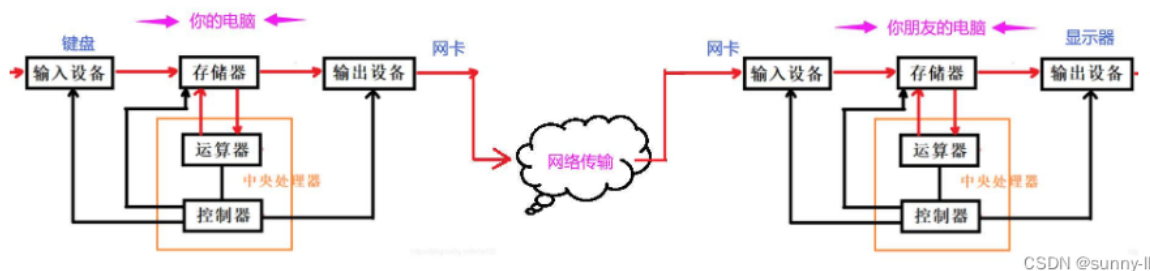 你的电脑
键盘
网卡
输入设备
存储器
输出设备
运算器
中央处理器
控制器
网络传输
你朋友的电脑
网卡
显示器
输入设备
存储器
输出设备
运算器
中央处理器
控制器
CSDN @sunny-ll